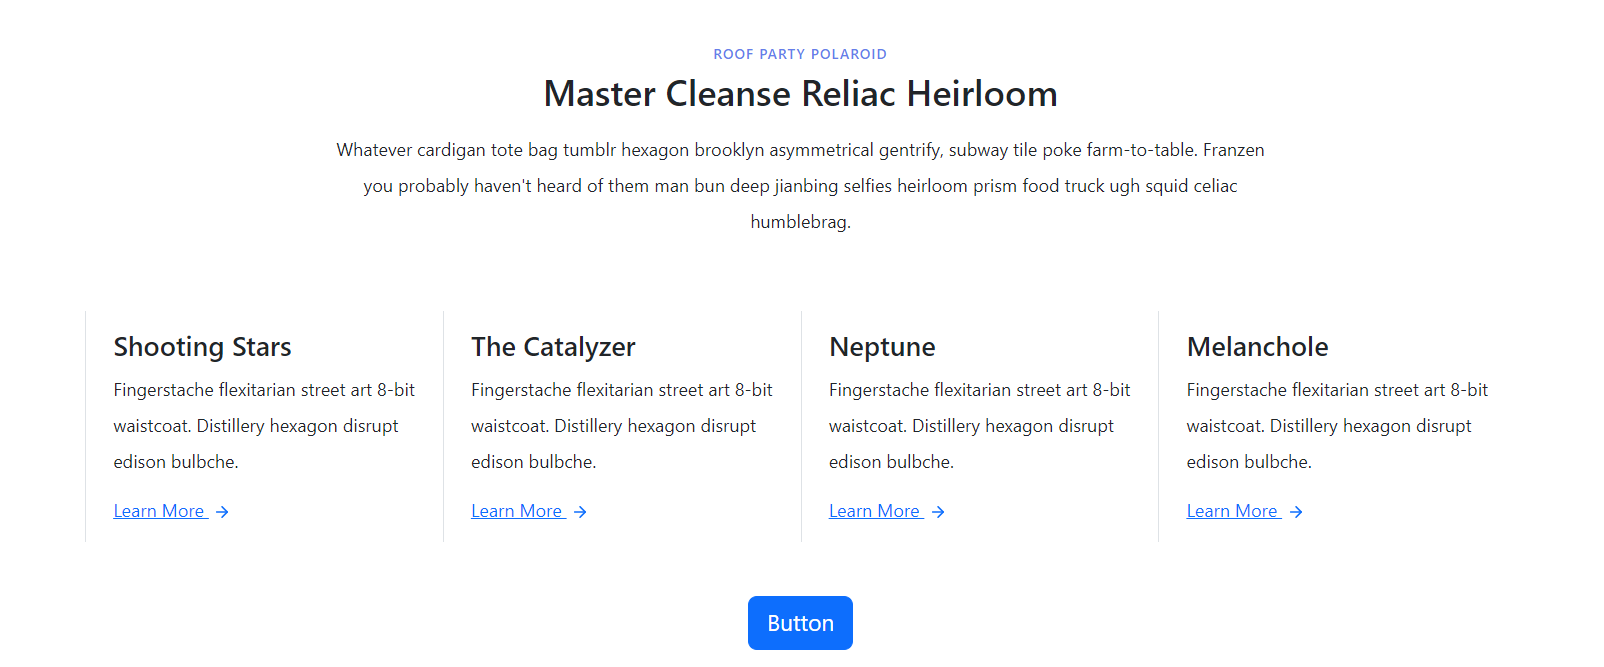 ROOF PARTY POLAROID
Master Cleanse Reliac Heirloom
Whatever cardigan tote bag tumblr hexagon brooklyn asymmetrical gentrify, subway tile poke farm-to-table. Franzen
you probably haven't heard of them man bun deep jianbing selfies heirloom prism food truck ugh squid celiac
humblebrag.
Shooting Stars
Fingerstache flexitarian street art 8-bit
waistcoat. Distillery hexagon disrupt
edison bulbche.
Learn More →
The Catalyzer
Fingerstache flexitarian street art 8-bit
waistcoat. Distillery hexagon disrupt
edison bulbche.
Learn More →
Neptune
Fingerstache flexitarian street art 8-bit
waistcoat. Distillery hexagon disrupt
edison bulbche.
Learn More →
Melanchole
Fingerstache flexitarian street art 8-bit
waistcoat. Distillery hexagon disrupt
edison bulbche.
Learn More →
Button